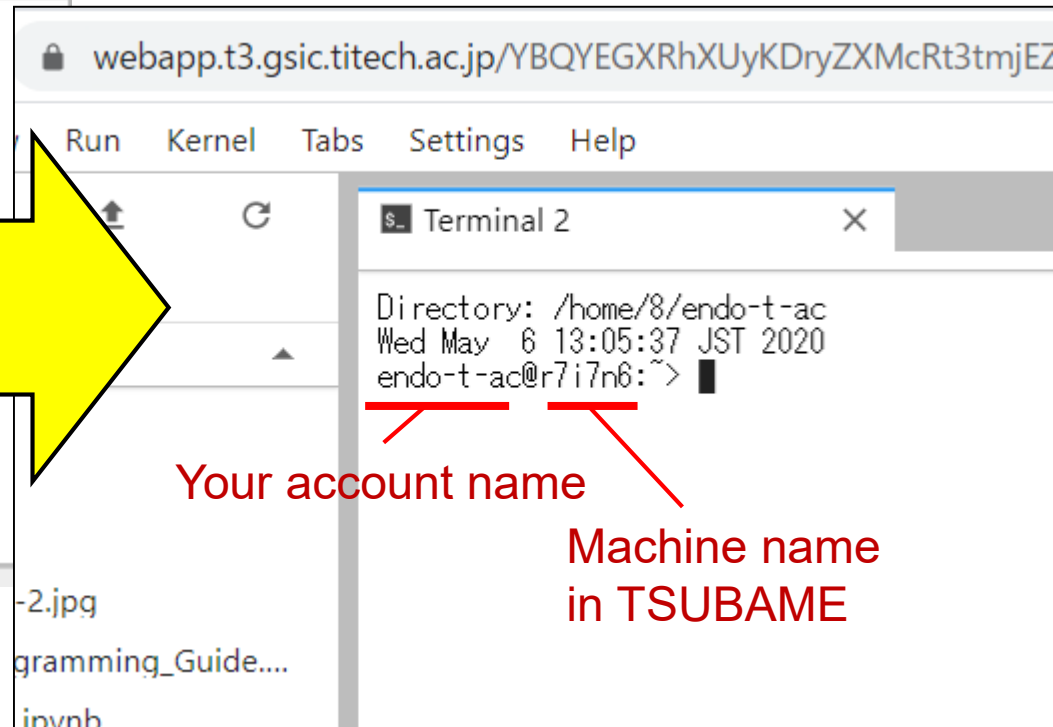 webapp.t3.gsic.titech.ac.jp/YBQYEGXRhXUyKDryZXMcRt3tmjEZ
Run Kernel Tabs Settings Help
$_ Terminal 2 ×
Directory: /home/8/endo-t-ac
Wed May  6 13:05:37 JST 2020
endo-t-ac@r7i7n6:~>
Your account name
Machine name
in TSUBAME
-2.jpg
gramming_Guide....
.ipynb